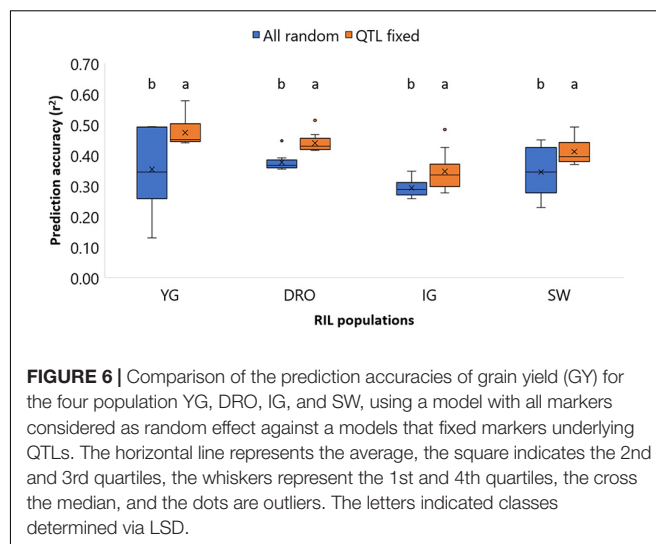 All random QTL fixed
0.70
0.60
0.50
0.40
0.30
0.20
0.10
0.00
Prediction accuracy (r²)
b a b a b a b a
YG DRO IG SW
RIL populations
FIGURE 6 | Comparison of the prediction accuracies of grain yield (GY) for
the four population YG, DRO, IG, and SW, using a model with all markers
considered as random effect against a models that fixed markers underlying
QTLs. The horizontal line represents the average, the square indicates the 2nd
and 3rd quartiles, the whiskers represent the 1st and 4th quartiles, the cross
the median, and the dots are outliers. The letters indicated classes
determined via LSD.